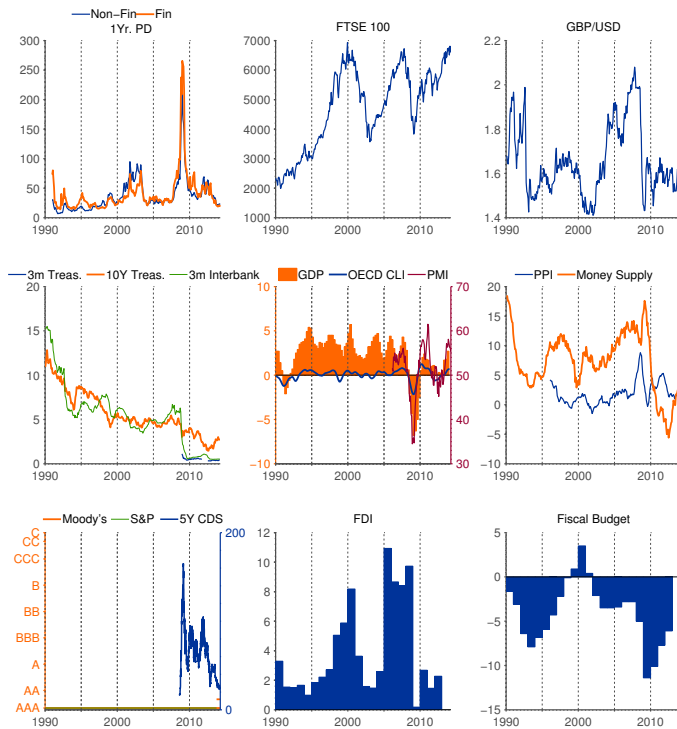 Non−Fin Fin
1Yr. PD
300
250
200
150
100
50
0
1990 2000 2010
FTSE 100
7000
6000
5000
4000
3000
2000
1000
1990 2000 2010
GBP/USD
2.2
2
1.8
1.6
1.4
1990 2000 2010
3m Treas. 10Y Treas. 3m Interbank
20
15
10
5
0
1990 2000 2010
GDP OECD CLI PMI
10
5
0
−5
−10
70
60
50
40
30
1990 2000 2010
PPI Money Supply
20
15
10
5
0
−5
−10
1990 2000 2010
Moody's S&P 5Y CDS
C
CC
CCC
B
BB
BBB
A
AA
AAA
200
0
1990 2000 2010
FDI
12
10
8
6
4
2
0
1990 2000 2010
Fiscal Budget
5
0
−5
−10
−15
1990 2000 2010